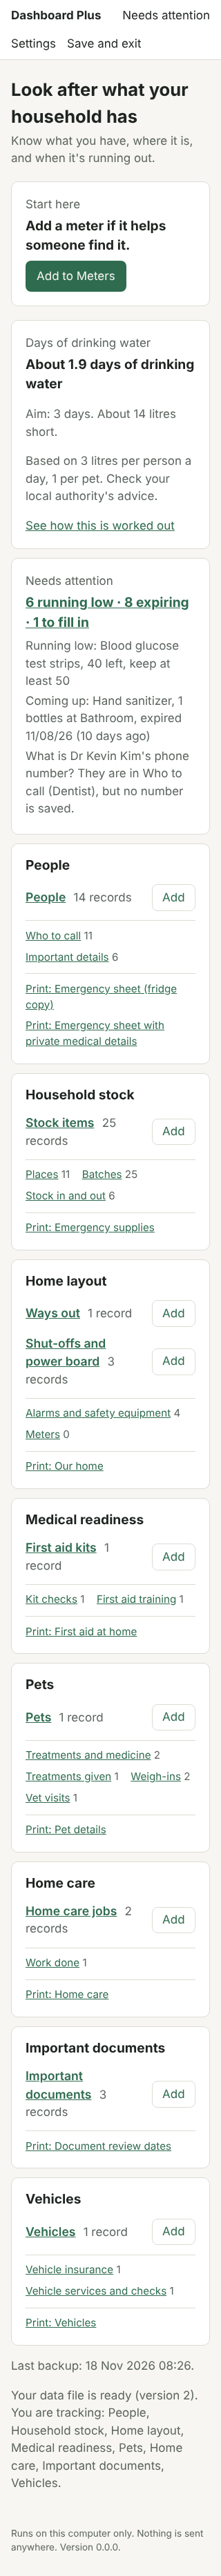 Dashboard Plus Needs attention
Settings Save and exit
Look after what your
household has
Know what you have, where it is,
and when it's running out.
Start here
Add a meter if it helps
someone find it.
Add to Meters
Days of drinking water
About 1.9 days of drinking
water
Aim: 3 days. About 14 litres
short.
Based on 3 litres per person a
day, 1 per pet. Check your
local authority's advice.
See how this is worked out
Needs attention
6 running low · 8 expiring
· 1 to fill in
Running low: Blood glucose
test strips, 40 left, keep at
least 50
Coming up: Hand sanitizer, 1
bottles at Bathroom, expired
11/08/26 (10 days ago)
What is Dr Kevin Kim's phone
number? They are in Who to
call (Dentist), but no number
is saved.
People
People 14 records Add
Who to call 11
Important details 6
Print: Emergency sheet (fridge
copy)
Print: Emergency sheet with
private medical details
Household stock
Stock items 25
records
Add
Places 11 Batches 25
Stock in and out 6
Print: Emergency supplies
Home layout
Ways out 1 record Add
Shut-offs and
power board 3
records
Add
Alarms and safety equipment 4
Meters 0
Print: Our home
Medical readiness
First aid kits 1
record
Add
Kit checks 1 First aid training 1
Print: First aid at home
Pets
Pets 1 record Add
Treatments and medicine 2
Treatments given 1 Weigh-ins 2
Vet visits 1
Print: Pet details
Home care
Home care jobs 2
records
Add
Work done 1
Print: Home care
Important documents
Important
documents 3
records
Add
Print: Document review dates
Vehicles
Vehicles 1 record Add
Vehicle insurance 1
Vehicle services and checks 1
Print: Vehicles
Last backup: 18 Nov 2026 08:26.
Your data file is ready (version 2).
You are tracking: People,
Household stock, Home layout,
Medical readiness, Pets, Home
care, Important documents,
Vehicles.
Runs on this computer only. Nothing is sent
anywhere. Version 0.0.0.